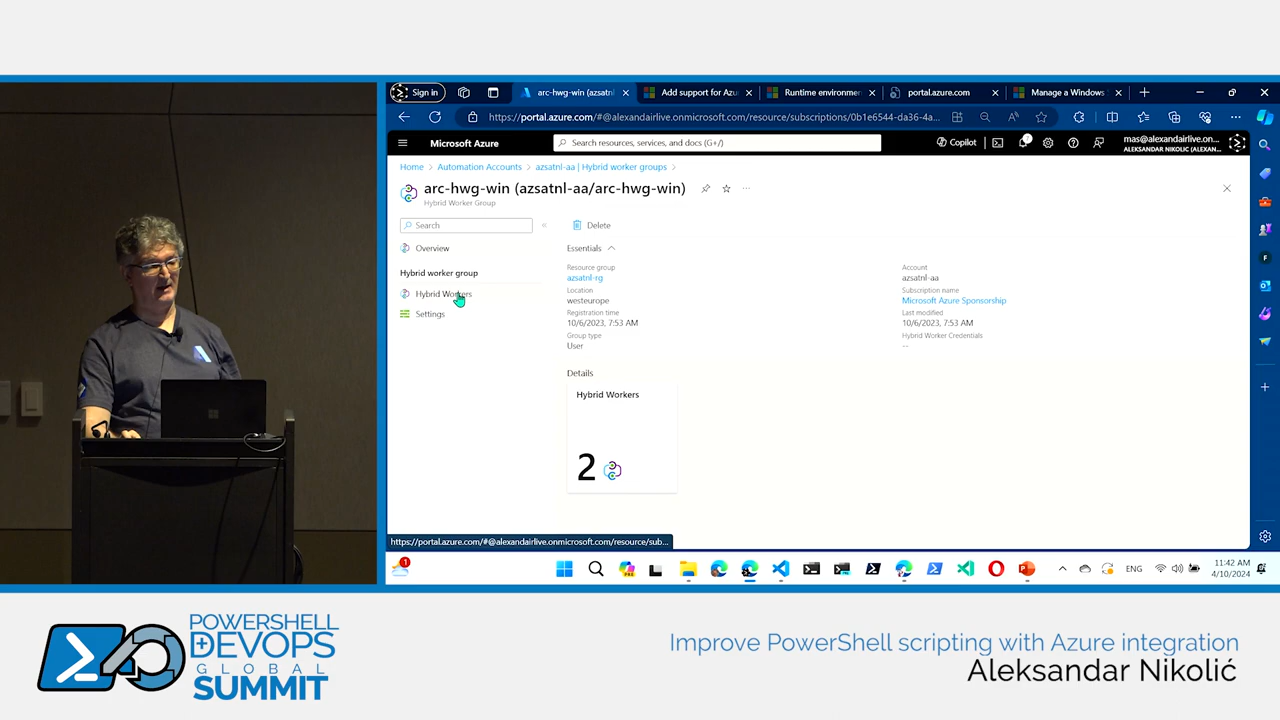 Sign in
arc-hwg-win (azsatnl
Add support for Azu
Runtime environmen
portal.azure.com
Manage a Windows
https://portal.azure.com/#@alexandairlive.onmicrosoft.com/resource/subscriptions/0b1e6544-da36-4a...
Microsoft Azure
Search resources, services, and docs (G+/)
Copilot
mas@alexandairlive.on...
ALEKSANDAR NIKOLIC (ALEXAN...
Home > Automation Accounts > azsatnl-aa | Hybrid worker groups >
arc-hwg-win (azsatnl-aa/arc-hwg-win)
Hybrid Worker Group
Search
Overview
Hybrid worker group
Hybrid Workers
Settings
Delete
Essentials
Resource group
azsatnl-rg
Location
westeurope
Registration time
10/6/2023, 7:53 AM
Group type
User
Account
azsatnl-aa
Subscription name
Microsoft Azure Sponsorship
Last modified
10/6/2023, 7:53 AM
Hybrid Worker Credentials
--
Details
Hybrid Workers
2
https://portal.azure.com/#@alexandairlive.onmicrosoft.com/resource/sub...
1
ENG
11:42 AM
4/10/2024
POWERSHELL
DEVOPS
GLOBAL
SUMMIT
Improve PowerShell scripting with Azure integration
Aleksandar Nikolić